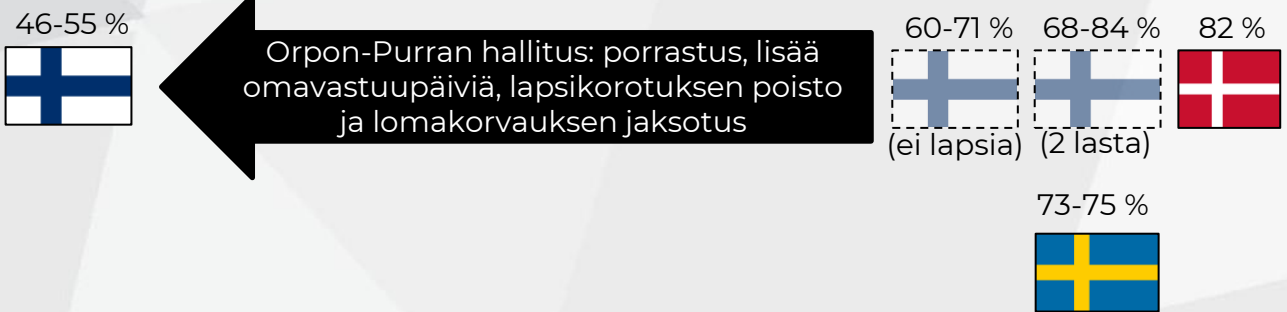 46-55 %
Orpon-Purran hallitus: porrastus, lisää
omavastuupäiviä, lapsikorotuksen poisto
ja lomakorvauksen jaksotus
60-71 %
(ei lapsia)
68-84 %
(2 lasta)
82 %
73-75 %